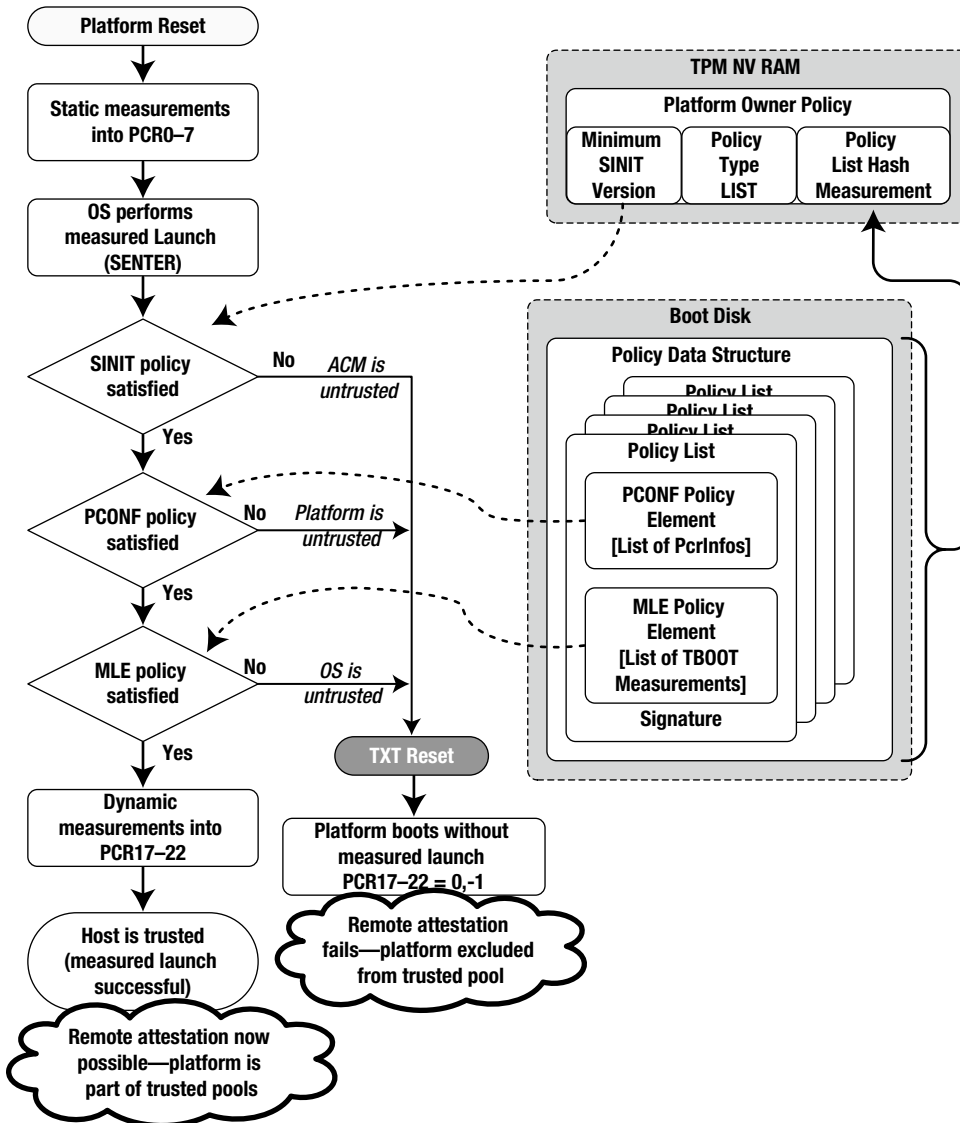 Platform Reset
Static measurements
into PCR0–7
OS performs
measured Launch
(SENTER)
SINIT policy
satisfied
No
ACM is
untrusted
Yes
PCONF policy
satisfied
No
Platform is
untrusted
Yes
MLE policy
satisfied
No
OS is
untrusted
Yes
Dynamic
measurements into
PCR17–22
Host is trusted
(measured launch
successful)
Remote attestation now
possible—platform is
part of trusted pools
TXT Reset
Platform boots without
measured launch
PCR17–22 = 0,-1
Remote attestation
fails—platform excluded
from trusted pool
TPM NV RAM
Platform Owner Policy
Minimum
SINIT
Version
Policy
Type
LIST
Policy
List Hash
Measurement
Boot Disk
Policy Data Structure
Policy List
Policy List
Policy List
Policy List
PCONF Policy
Element
[List of PcrInfos]
MLE Policy
Element
[List of TBOOT
Measurements]
Signature